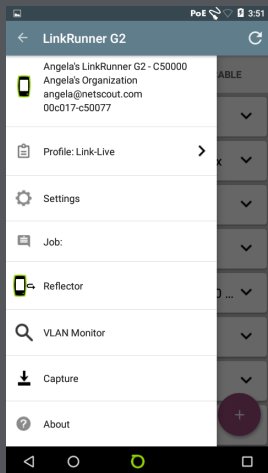 PoE 3:51
LinkRunner G2
Angela's LinkRunner G2 - C50000
Angela's Organization
angela@netscout.com
00c017-c50077
ABLE
Profile: Link-Live
x
Settings
Job:
Reflector
0 ...
VLAN Monitor
Capture
+
About